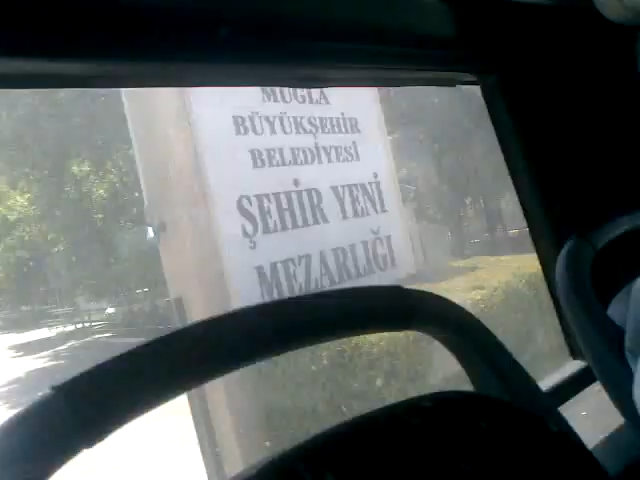 MUĞLA
BÜYÜKŞEHİR
BELEDİYESİ
ŞEHİR YENİ
MEZARLIĞI